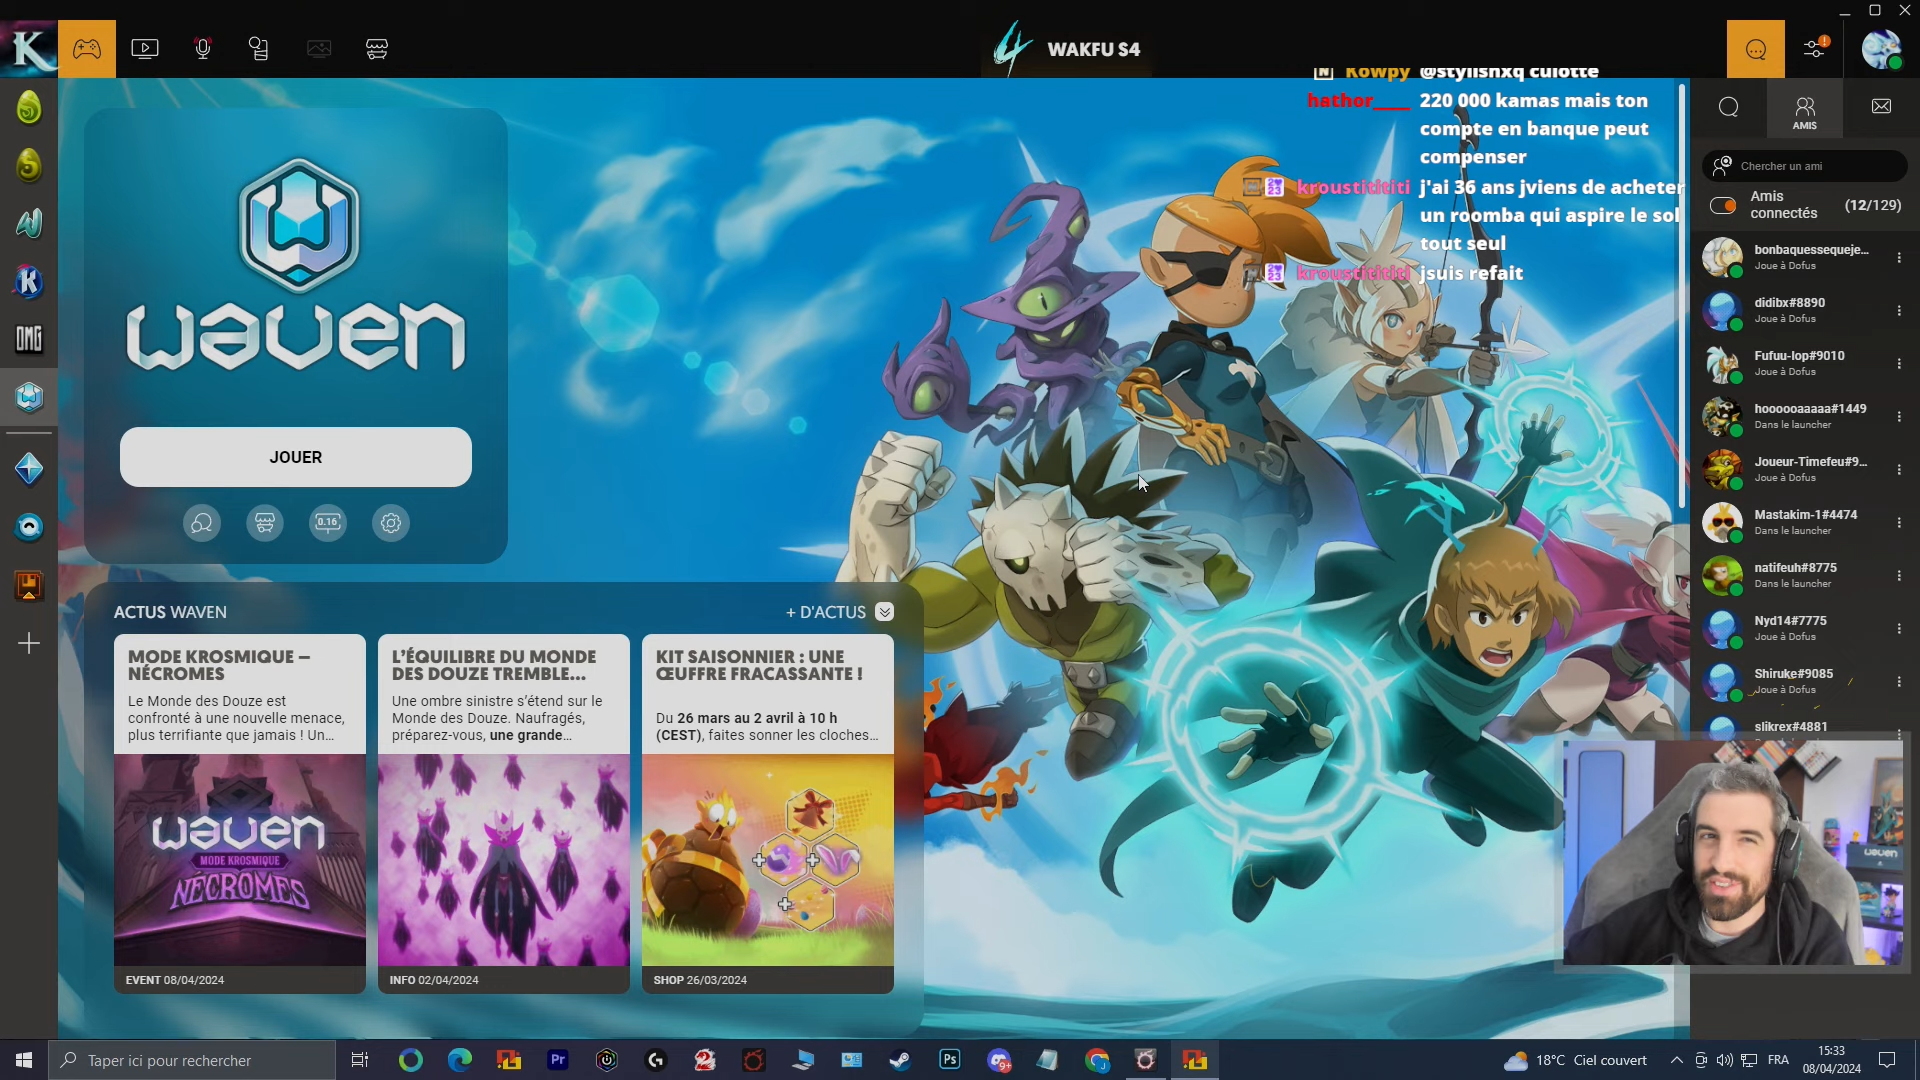 WAKFU S4
Kowpy @stylishxq culotte
hathor____ 220 000 kamas mais ton
compte en banque peut
compenser
kroustitititi j'ai 36 ans jviens de acheter
un roomba qui aspire le sol
tout seul
kroustitititi jsuis refait
OMG
waven
JOUER
0.16
ACTUS WAVEN
+ D'ACTUS
MODE KROSMIQUE –
NÉCROMES
Le Monde des Douze est
confronté à une nouvelle menace,
plus terrifiante que jamais ! Un...
waven
MODE KROSMIQUE
NÉCROMES
EVENT 08/04/2024
L'ÉQUILIBRE DU MONDE
DES DOUZE TREMBLE...
Une ombre sinistre s'étend sur le
Monde des Douze. Naufragés,
préparez-vous, une grande...
INFO 02/04/2024
KIT SAISONNIER : UNE
ŒUFFRE FRACASSANTE !
Du 26 mars au 2 avril à 10 h
(CEST), faites sonner les cloches...
SHOP 26/03/2024
AMIS
Chercher un ami
Amis
connectés
(12/129)
bonbaquessequeje...
Joue à Dofus
didibx#8890
Joue à Dofus
Fufuu-Iop#9010
Joue à Dofus
hoooooaaaaa#1449
Dans le launcher
Joueur-Timefeu#9...
Joue à Dofus
Mastakim-1#4474
Dans le launcher
natifeuh#8775
Dans le launcher
Nyd14#7775
Joue à Dofus
Shiruke#9085
Joue à Dofus
slikrex#4881
waven
Taper ici pour rechercher
Pr
Ps
9+
18°C Ciel couvert
FRA
15:33
08/04/2024